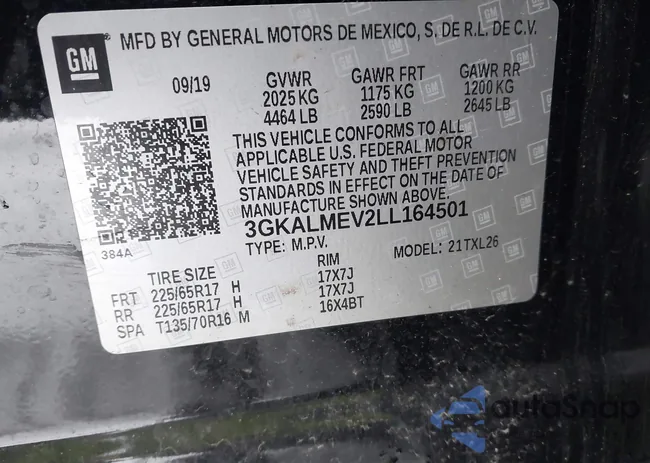 GM
MFD BY GENERAL MOTORS DE MEXICO, S. DE R.L. DE C.V.
09/19 GVWR GAWR FRT GAWR RR
2025 KG 1175 KG 1200 KG
4464 LB 2590 LB 2645 LB
THIS VEHICLE CONFORMS TO ALL
APPLICABLE U.S. FEDERAL MOTOR
VEHICLE SAFETY AND THEFT PREVENTION
STANDARDS IN EFFECT ON THE DATE OF
MANUFACTURE SHOWN ABOVE.
3GKALMEV2LL164501
384A TYPE: M.P.V. MODEL: 21TXL26
TIRE SIZE RIM
FRT 225/65R17 H 17X7J
RR 225/65R17 H 17X7J
SPA T135/70R16 M 16X4BT
autoSnap